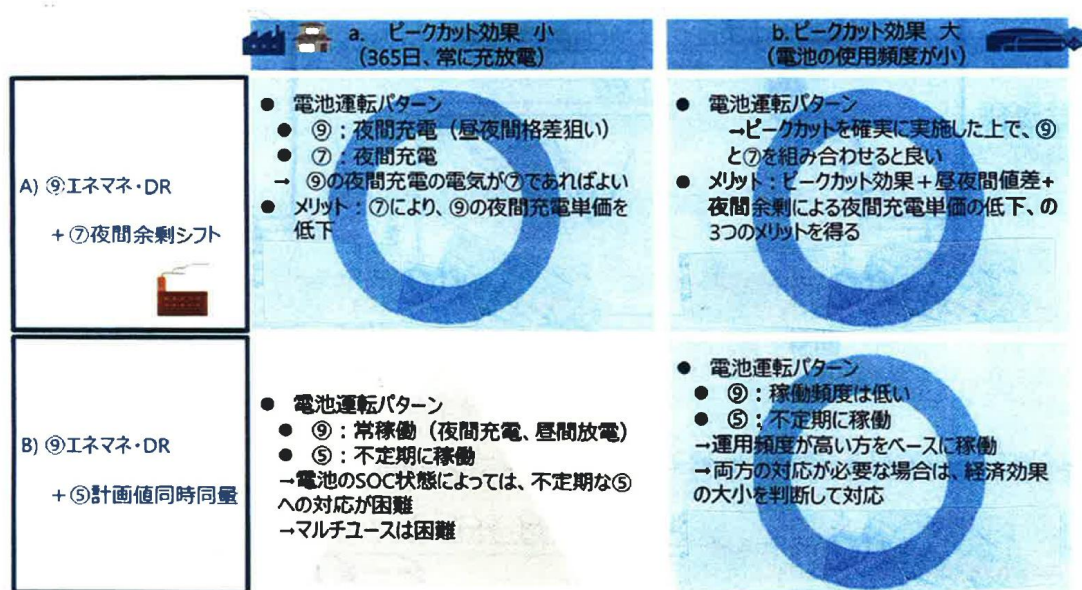 a. ピークカット効果 小
(365日、常に充放電)
b. ピークカット効果 大
(電池の使用頻度が小)
A) ⑨エネマネ・DR
+ ⑦夜間余剰シフト
● 電池運転パターン
● ⑨:夜間充電(昼夜間格差狙い)
● ⑦:夜間充電
→ ⑨の夜間充電の電気が⑦であればよい
● メリット:⑦により、⑨の夜間充電単価を
低下
● 電池運転パターン
→ピークカットを確実に実施した上で、⑨
と⑦を組み合わせると良い
● メリット:ピークカット効果+昼夜間値差+
夜間余剰による夜間充電単価の低下、の
3つのメリットを得る
B) ⑨エネマネ・DR
+⑤計画値同時同量
● 電池運転パターン
● ⑨:常稼働(夜間充電、昼間放電)
● ⑤:不定期に稼働
→電池のSOC状態によっては、不定期な⑤
への対応が困難
→マルチユースは困難
● 電池運転パターン
● ⑨:稼働頻度は低い
● ⑤:不定期に稼働
→運用頻度が高い方をベースに稼働
→両方の対応が必要な場合は、経済効果
の大小を判断して対応